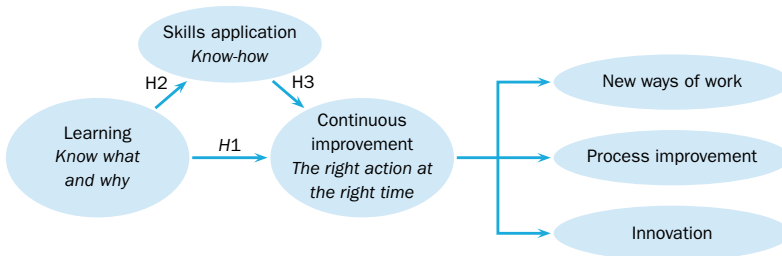 Skills application
Know-how
H2
H3
New ways of work
Learning
Know what
and why
H1
Continuous
improvement
The right action at
the right time
Process improvement
Innovation